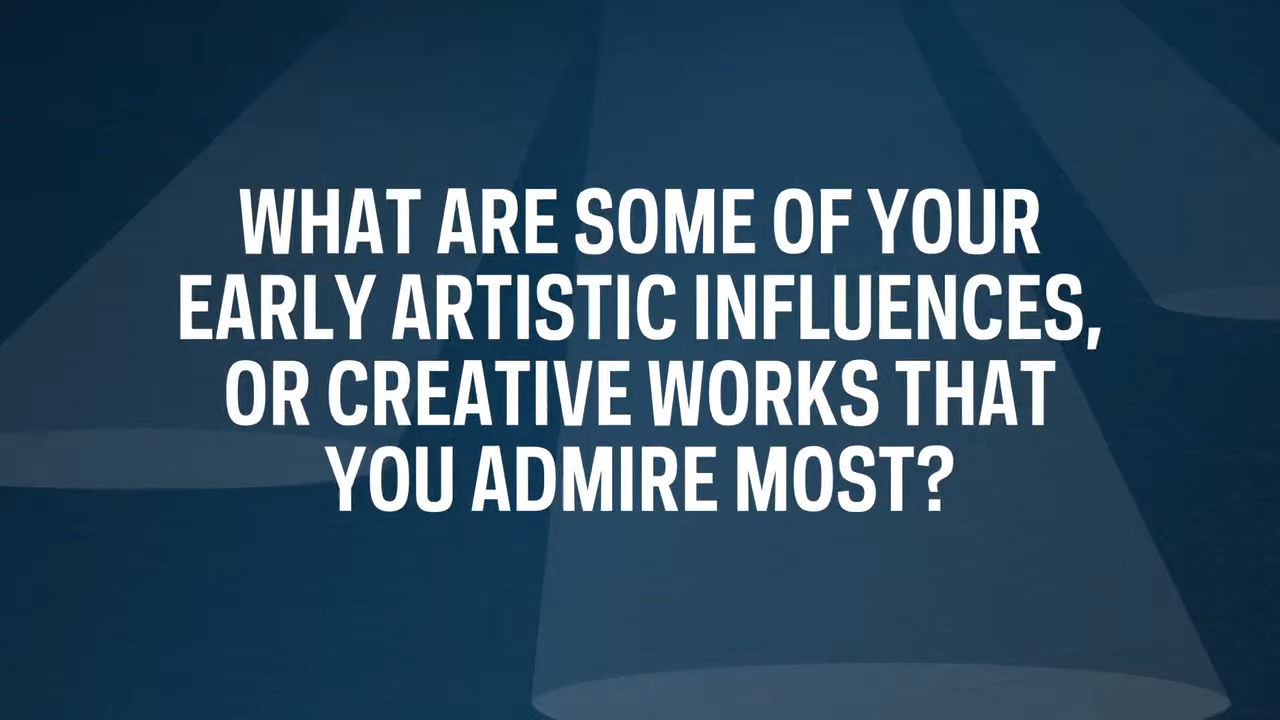 WHAT ARE SOME OF YOUR
EARLY ARTISTIC INFLUENCES,
OR CREATIVE WORKS THAT
YOU ADMIRE MOST?